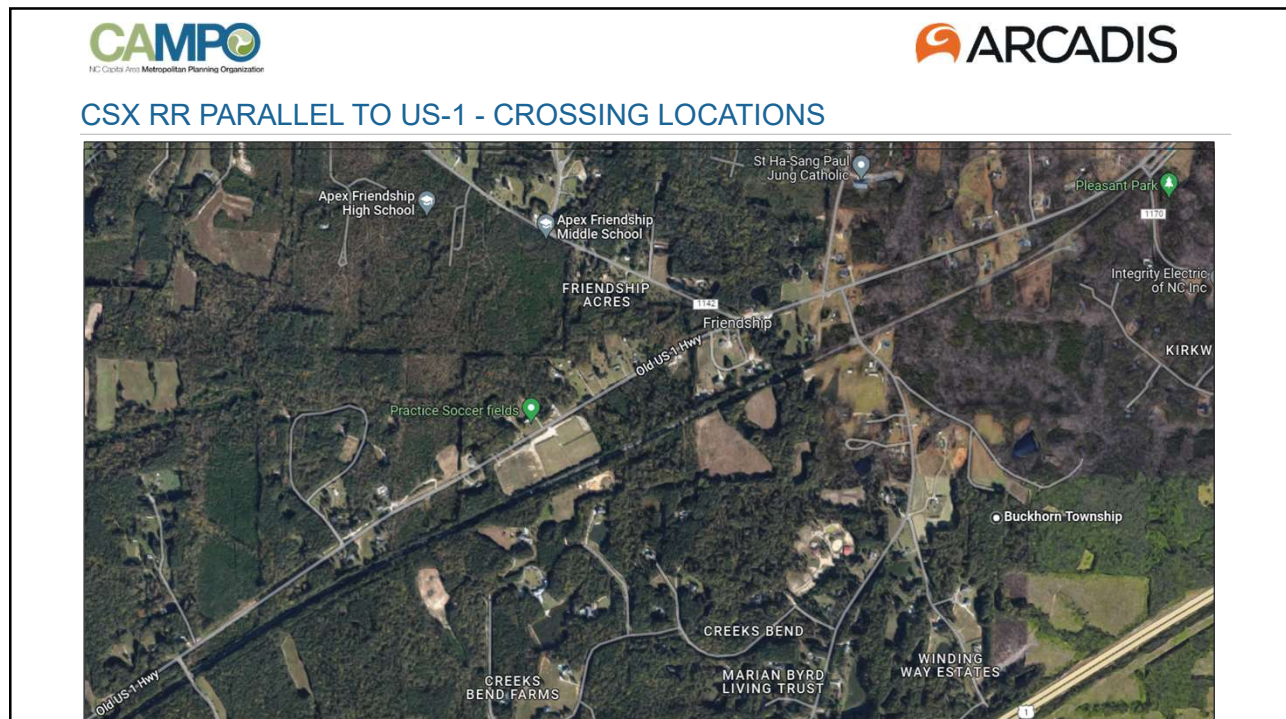 CAMPO
NC Capital Area Metropolitan Planning Organization
ARCADIS
CSX RR PARALLEL TO US-1 - CROSSING LOCATIONS
St Ha-Sang Paul
Jung Catholic
Pleasant Park
Apex Friendship
High School
Apex Friendship
Middle School
1170
Integrity Electric
of NC Inc
FRIENDSHIP
ACRES
1142
Friendship
KIRKW
Old US 1 Hwy
Practice Soccer fields
Buckhorn Township
CREEKS BEND
WINDING
WAY ESTATES
MARIAN BYRD
LIVING TRUST
CREEKS
BEND FARMS
Old US 1 Hwy
1